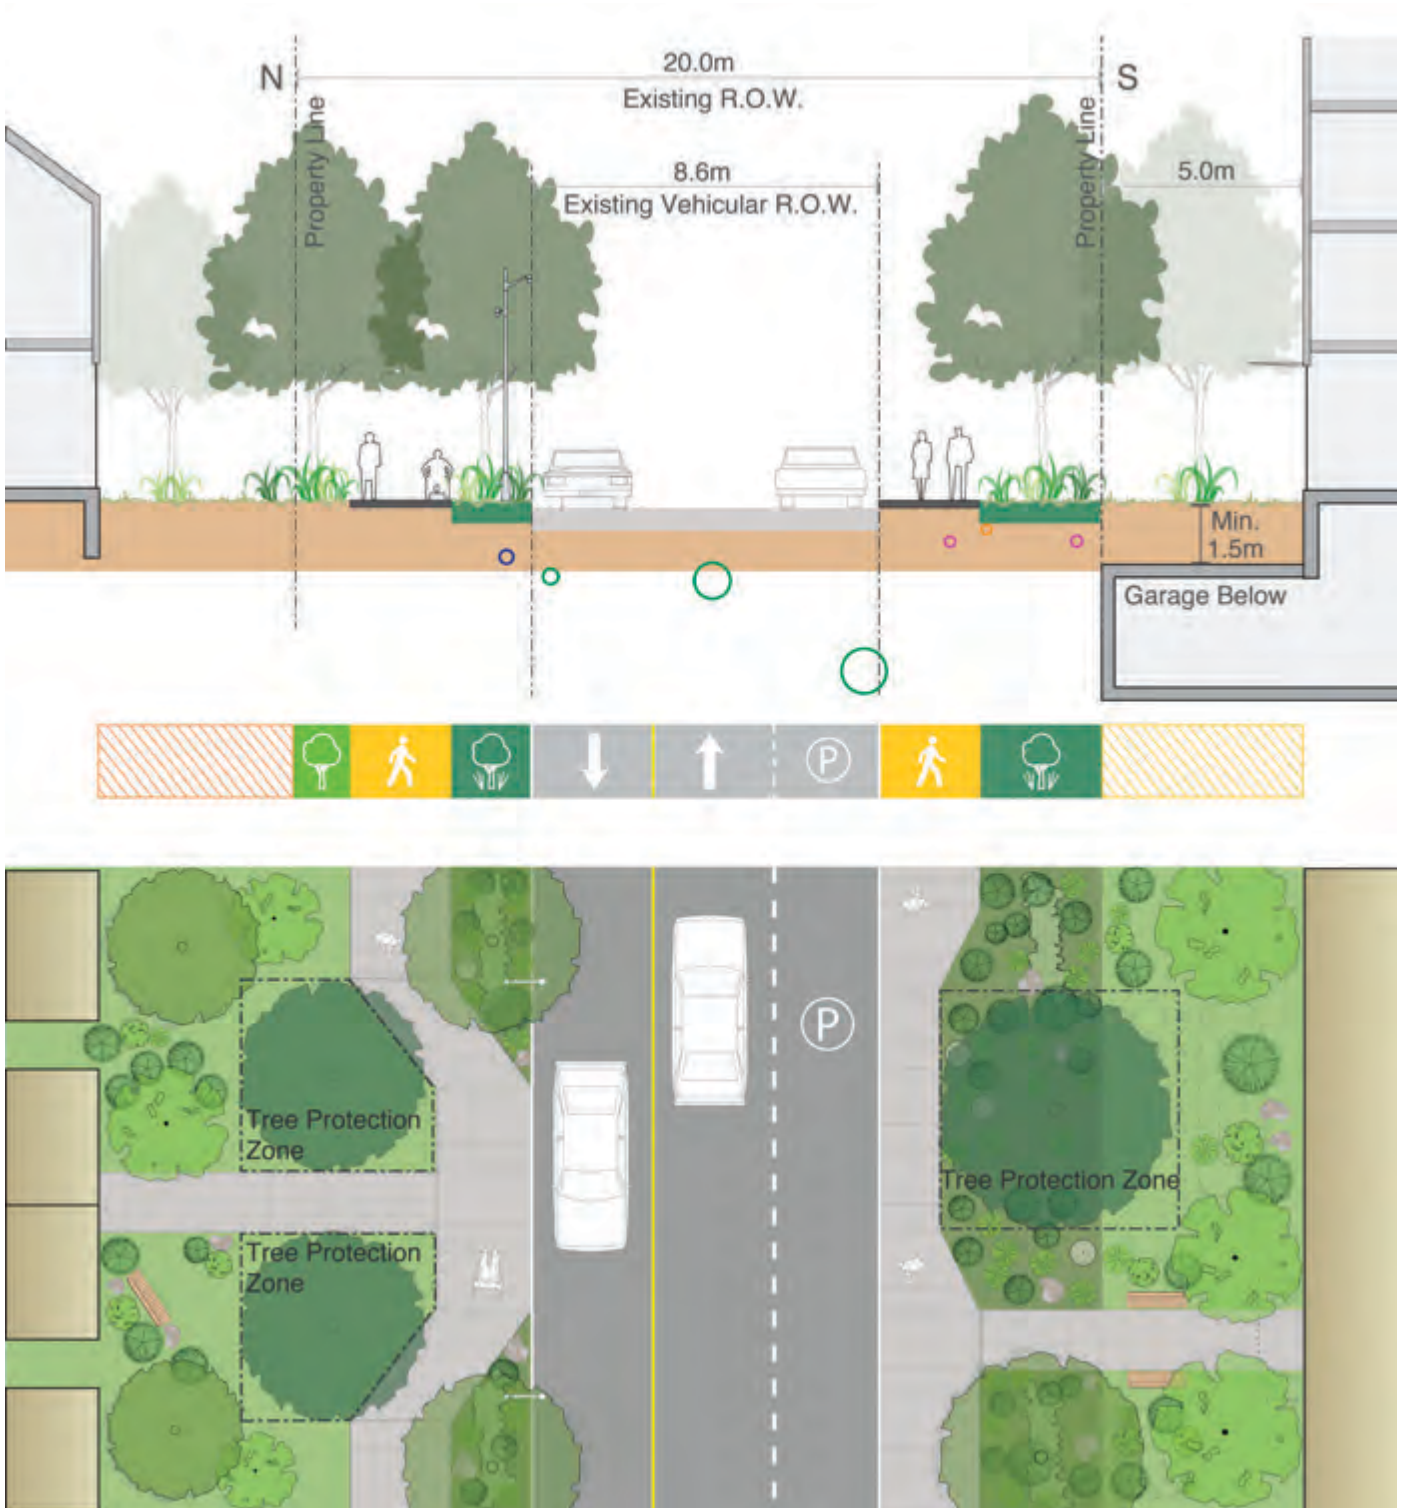 N
20.0m
S
Existing R.O.W.
Property Line
Property Line
8.6m
Existing Vehicular R.O.W.
5.0m
Min.
1.5m
Garage Below
P
P
Tree Protection
Zone
Tree Protection Zone
Tree Protection
Zone